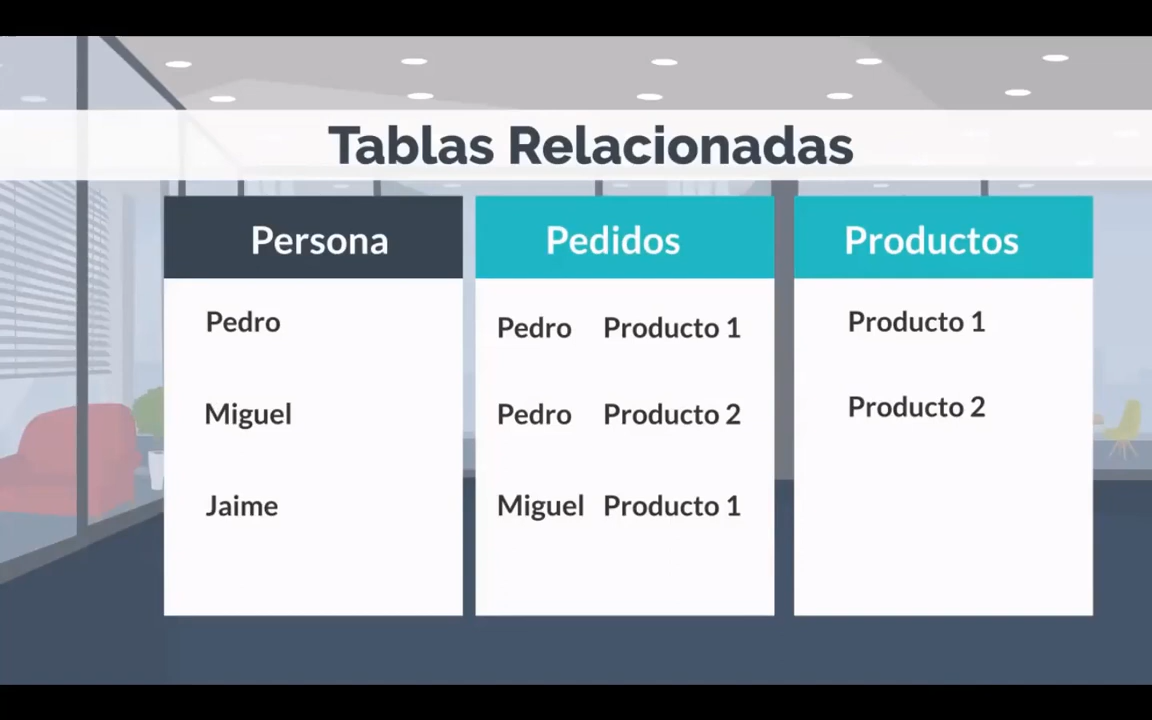 Tablas Relacionadas
Persona
Pedro
Miguel
Jaime
Pedidos
Pedro Producto 1
Pedro Producto 2
Miguel Producto 1
Productos
Producto 1
Producto 2